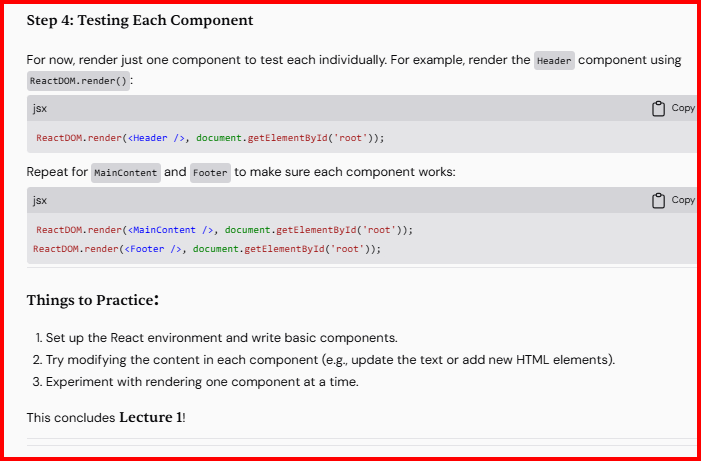 Step 4: Testing Each Component
For now, render just one component to test each individually. For example, render the Header component using
ReactDOM.render():
jsx
Copy
ReactDOM.render(<Header />, document.getElementById('root'));
Repeat for MainContent and Footer to make sure each component works:
jsx
Copy
ReactDOM.render(<MainContent />, document.getElementById('root'));
ReactDOM.render(<Footer />, document.getElementById('root'));
Things to Practice:
1. Set up the React environment and write basic components.
2. Try modifying the content in each component (e.g., update the text or add new HTML elements).
3. Experiment with rendering one component at a time.
This concludes Lecture 1!